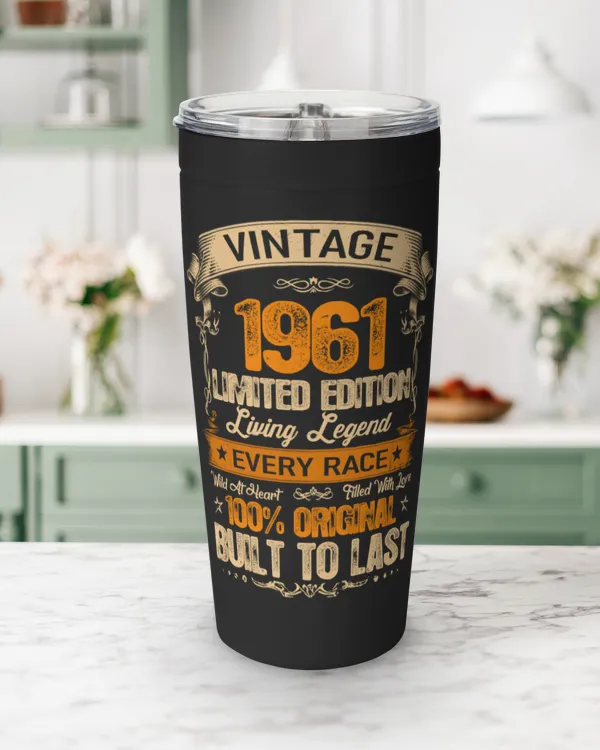 VINTAGE
1961
LIMITED EDITION
Living Legend
EVERY RACE
Wild At Heart Filled With Love
100% ORIGINAL
BUILT TO LAST